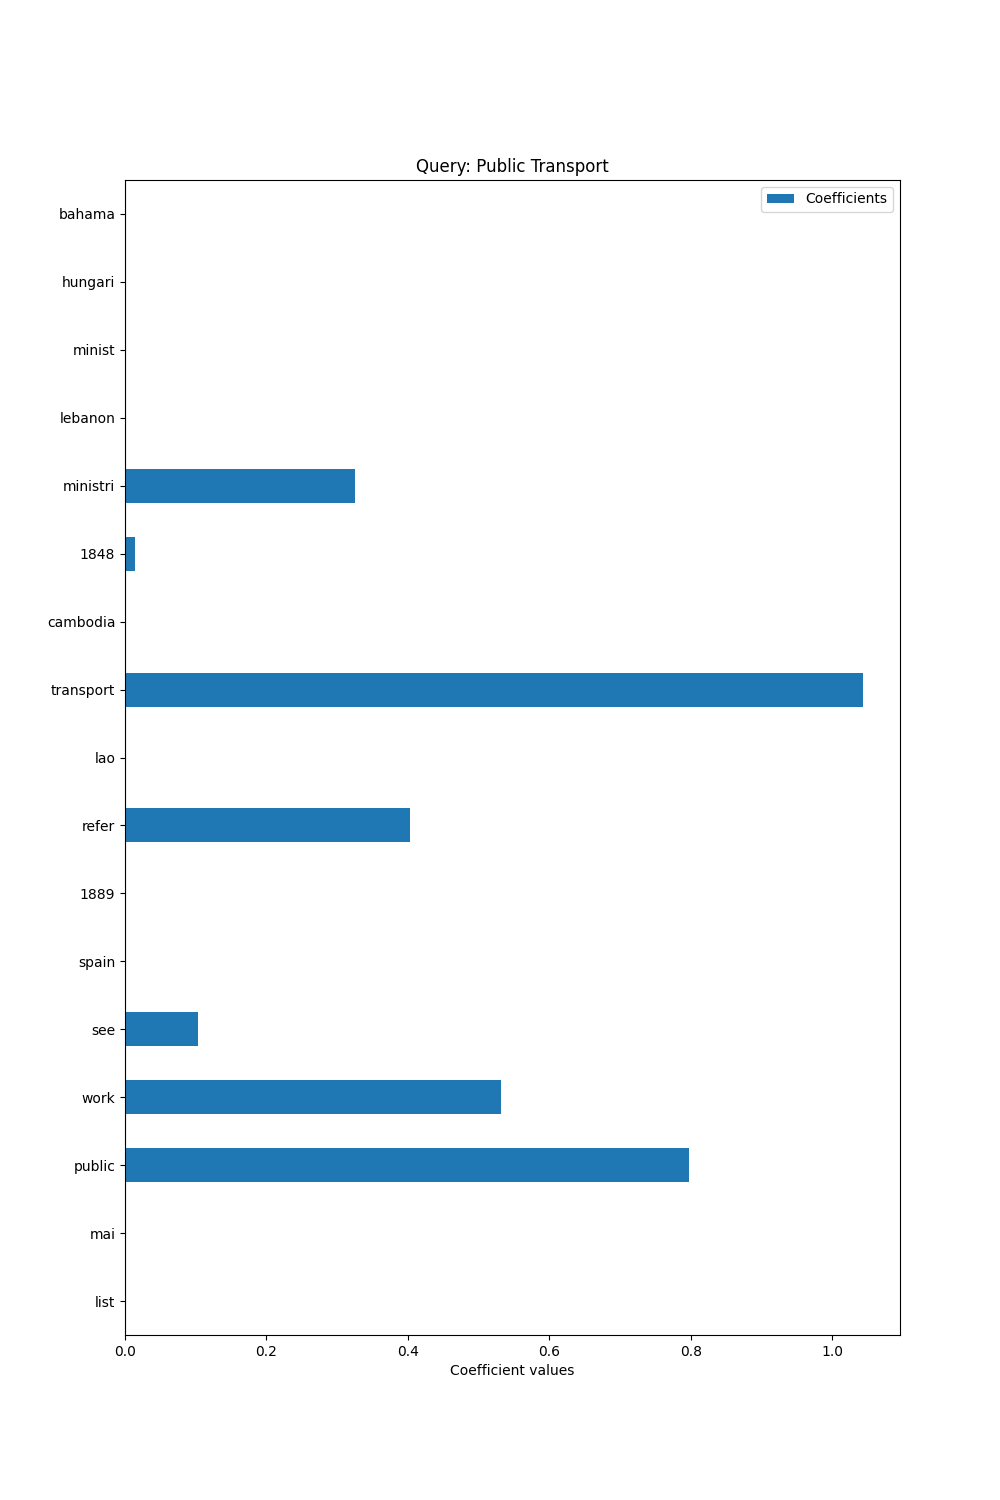 Query: Public Transport
Coefficients
bahama
hungari
minist
lebanon
ministri
1848
cambodia
transport
lao
refer
1889
spain
see
work
public
mai
list
0.0 0.2 0.4 0.6 0.8 1.0
Coefficient values